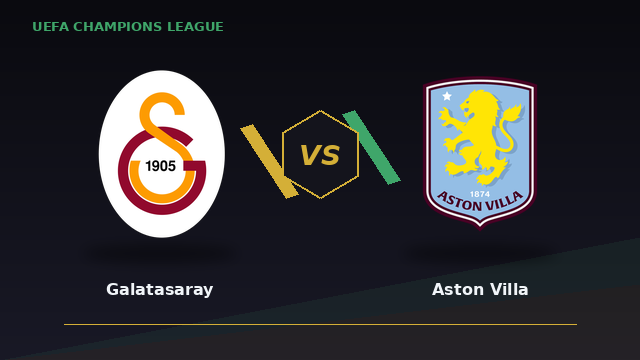 UEFA CHAMPIONS LEAGUE
1905
VS
1874
ASTON VILLA
Galatasaray
Aston Villa